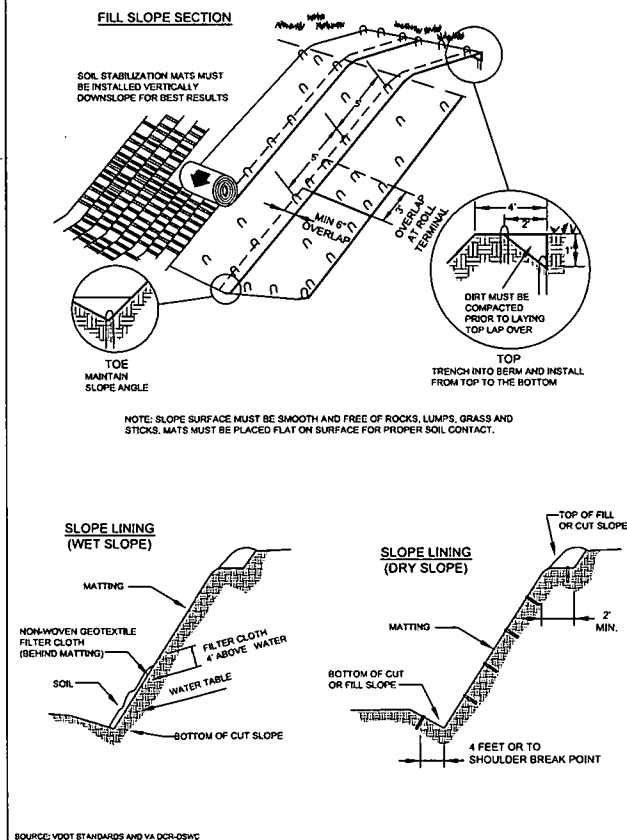 FILL SLOPE SECTION
SOIL STABILIZATION MATS MUST
BE INSTALLED VERTICALLY
DOWNSLOPE FOR BEST RESULTS
S
S
MIN 6"
OVERLAP
3'
OVERLAP
AT ROLL
TERMINAL
4'
2'
1'
DIRT MUST BE
COMPACTED
PRIOR TO LAYING
TOP LAP OVER
TOE
MAINTAIN
SLOPE ANGLE
TOP
TRENCH INTO BERM AND INSTALL
FROM TOP TO THE BOTTOM
NOTE: SLOPE SURFACE MUST BE SMOOTH AND FREE OF ROCKS, LUMPS, GRASS AND
STICKS. MATS MUST BE PLACED FLAT ON SURFACE FOR PROPER SOIL CONTACT.
SLOPE LINING
(WET SLOPE)
MATTING
NON-WOVEN GEOTEXTILE
FILTER CLOTH
(BEHIND MATTING)
SOIL
FILTER CLOTH
4' ABOVE WATER
WATER TABLE
BOTTOM OF CUT SLOPE
SLOPE LINING
(DRY SLOPE)
TOP OF FILL
OR CUT SLOPE
MATTING
2'
MIN.
BOTTOM OF CUT
OR FILL SLOPE
4 FEET OR TO
SHOULDER BREAK POINT
SOURCE: VDOT STANDARDS AND VA DCR-DSWC